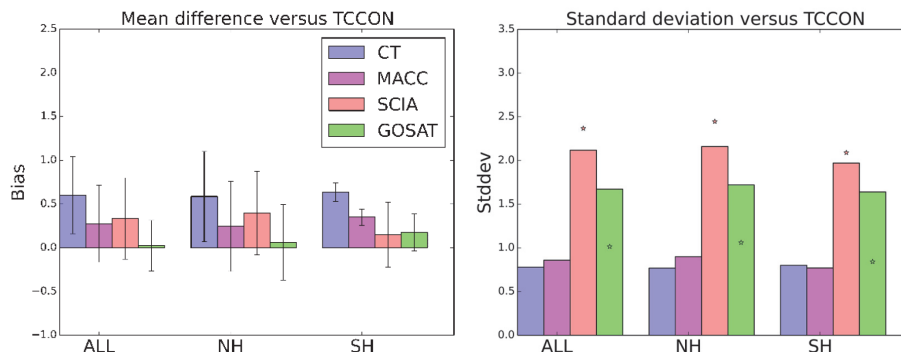 Mean difference versus TCCON
Bias
2.5
2.0
1.5
1.0
0.5
0.0
−0.5
−1.0
CT
MACC
SCIA
GOSAT
ALL
NH
SH
Standard deviation versus TCCON
Stddev
3.5
3.0
2.5
2.0
1.5
1.0
0.5
0.0
ALL
NH
SH